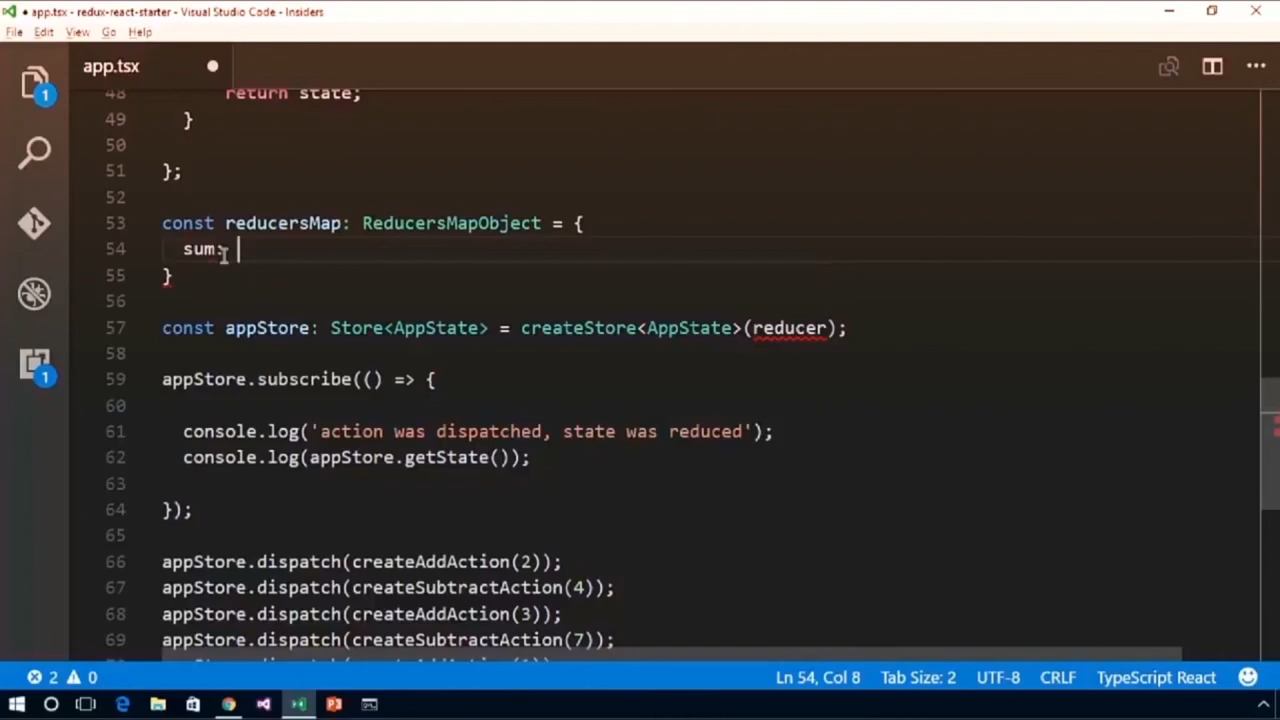 app.tsx - redux-react-starter - Visual Studio Code - Insiders
File Edit View Go Help
app.tsx
48 return state;
49 }
50
51 };
52
53 const reducersMap: ReducersMapObject = {
54 sum:
55 }
56
57 const appStore: Store<AppState> = createStore<AppState>(reducer);
58
59 appStore.subscribe(() => {
60
61 console.log('action was dispatched, state was reduced');
62 console.log(appStore.getState());
63
64 });
65
66 appStore.dispatch(createAddAction(2));
67 appStore.dispatch(createSubtractAction(4));
68 appStore.dispatch(createAddAction(3));
69 appStore.dispatch(createSubtractAction(7));
1
1
2 0 Ln 54, Col 8 Tab Size: 2 UTF-8 CRLF TypeScript React